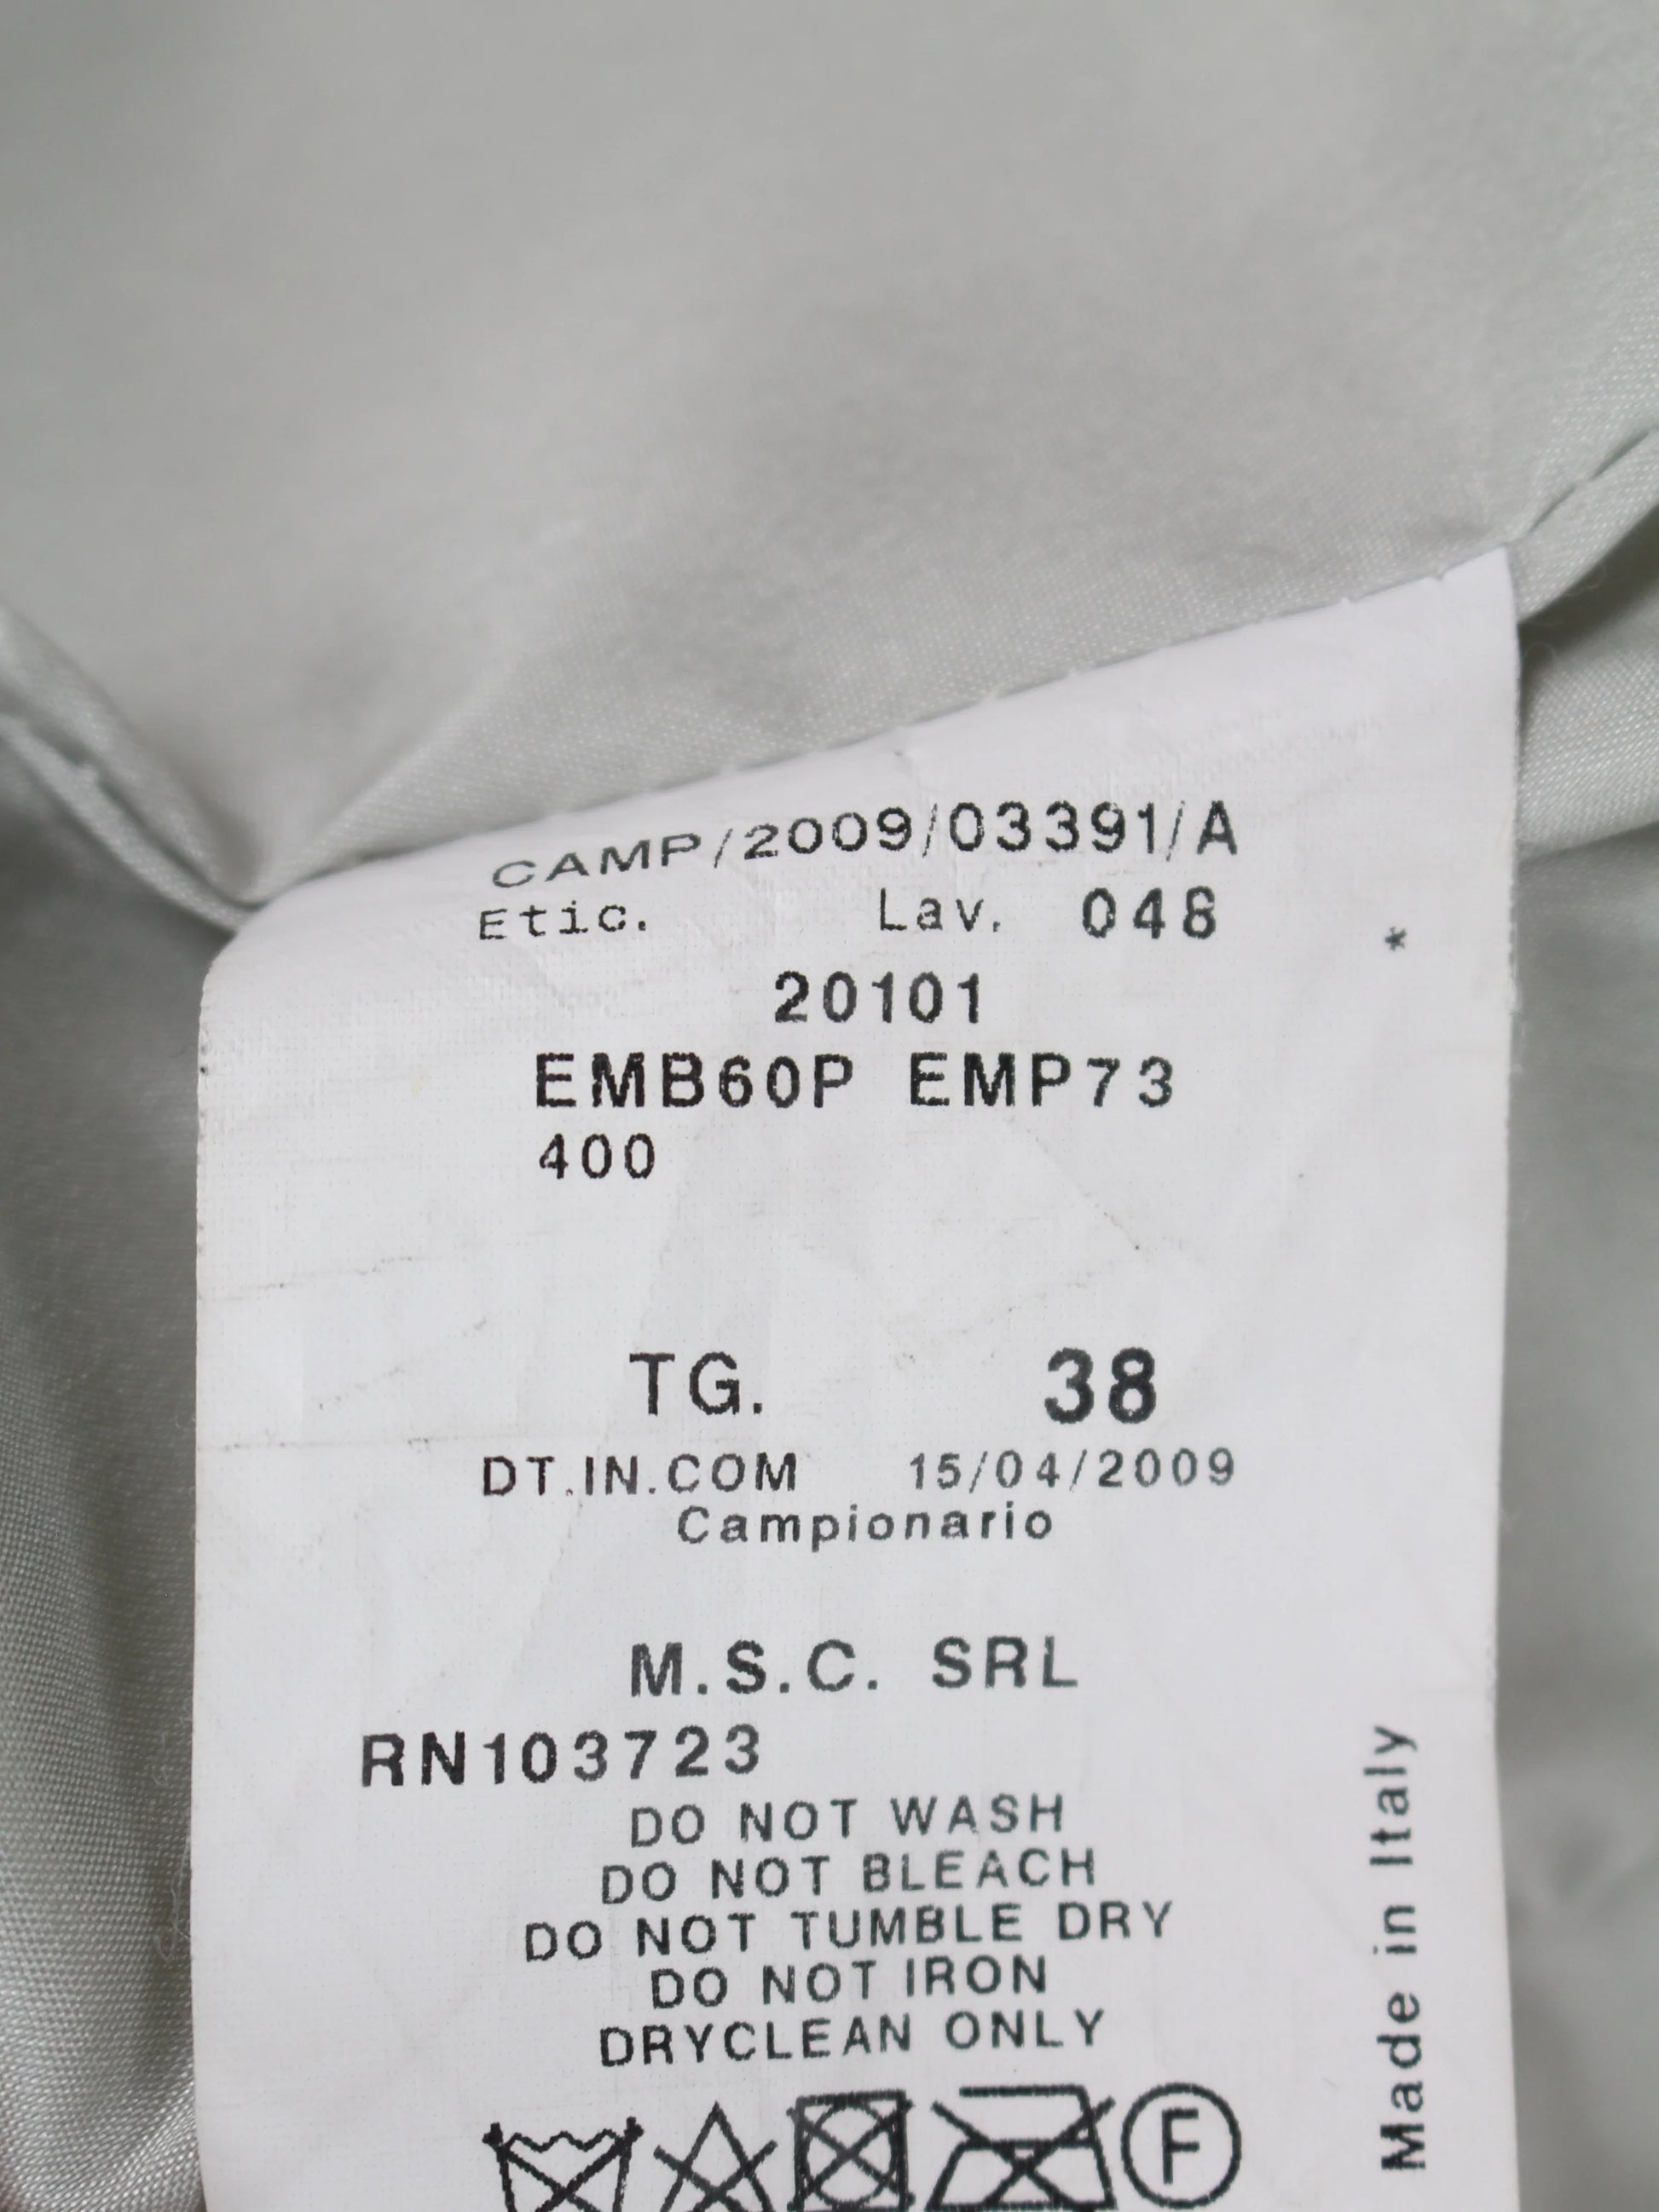 CAMP/2009/03391/A
Etic. Lav. 048
*
20101
EMB60P EMP73
400
TG. 38
DT.IN.COM 15/04/2009
Campionario
M.S.C. SRL
RN103723
DO NOT WASH
DO NOT BLEACH
DO NOT TUMBLE DRY
DO NOT IRON
DRYCLEAN ONLY
F
Made in Italy